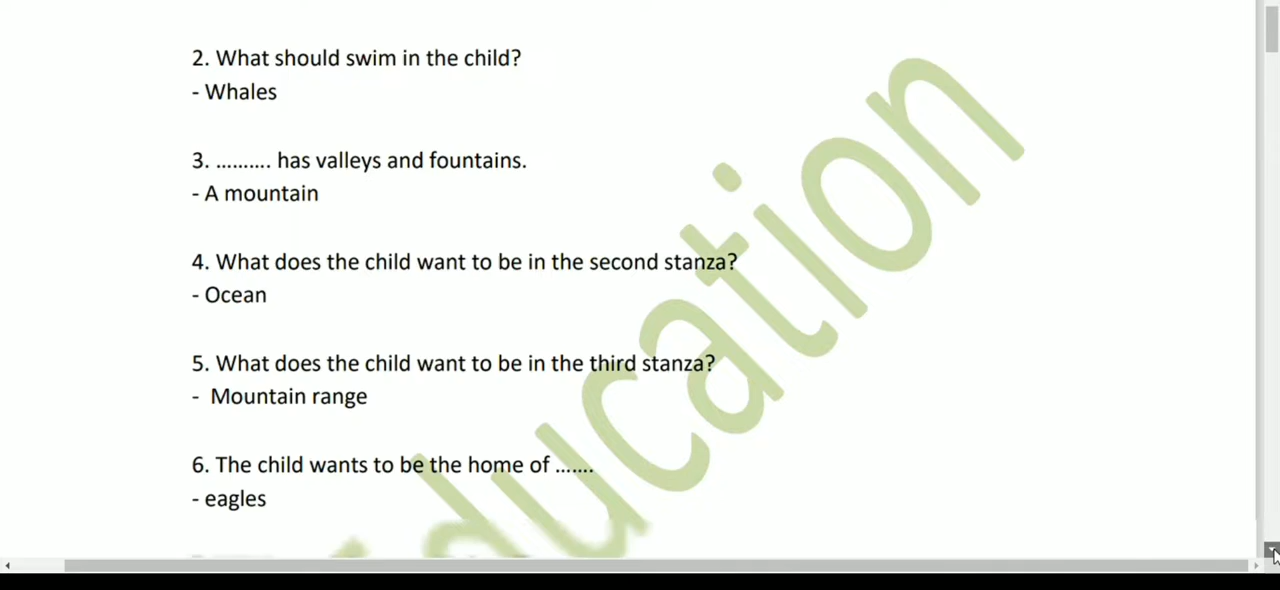 2. What should swim in the child?
- Whales
3. .......... has valleys and fountains.
- A mountain
4. What does the child want to be in the second stanza?
- Ocean
5. What does the child want to be in the third stanza?
- Mountain range
6. The child wants to be the home of .......
- eagles
ducation